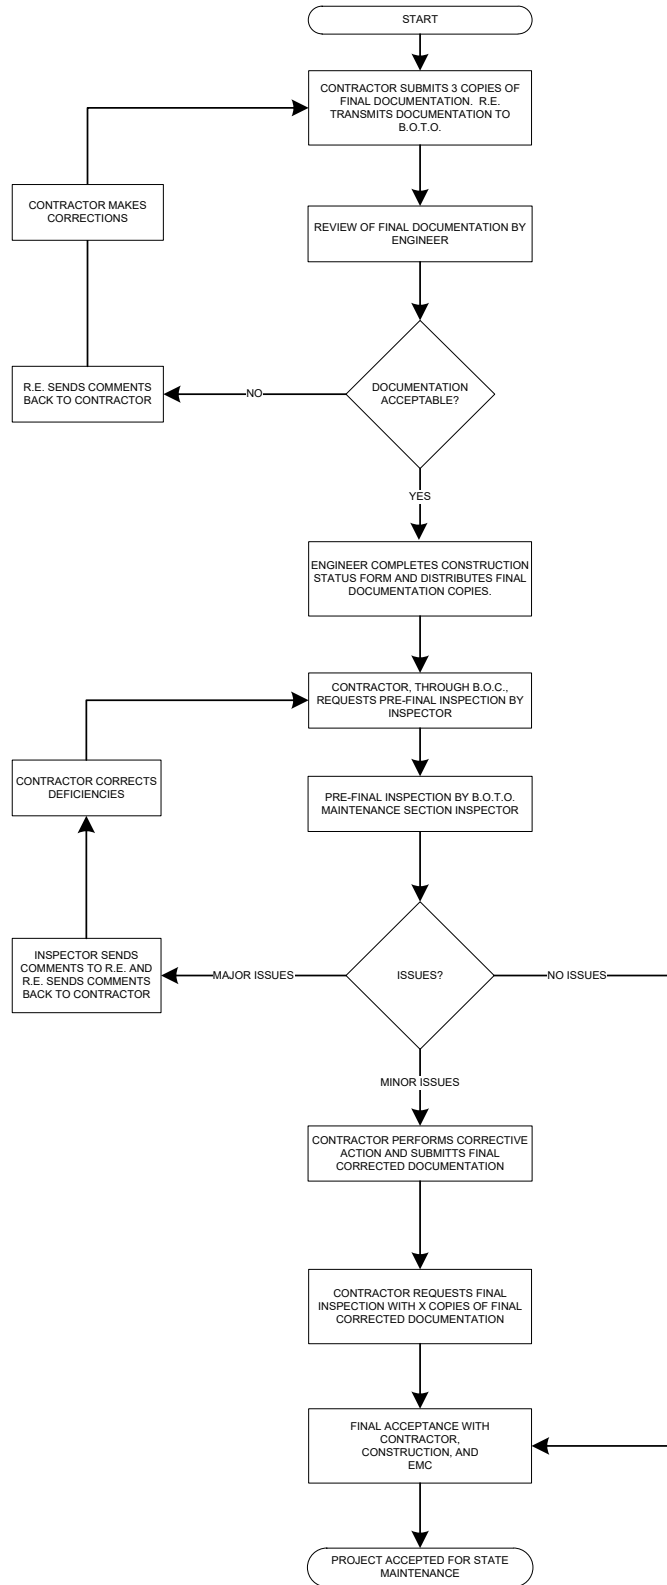 START
CONTRACTOR SUBMITS 3 COPIES OF
FINAL DOCUMENTATION.  R.E.
TRANSMITS DOCUMENTATION TO
B.O.T.O.
CONTRACTOR MAKES
CORRECTIONS
REVIEW OF FINAL DOCUMENTATION BY
ENGINEER
R.E. SENDS COMMENTS
BACK TO CONTRACTOR
NO
DOCUMENTATION
ACCEPTABLE?
YES
ENGINEER COMPLETES CONSTRUCTION
STATUS FORM AND DISTRIBUTES FINAL
DOCUMENTATION COPIES.
CONTRACTOR, THROUGH B.O.C.,
REQUESTS PRE-FINAL INSPECTION BY
INSPECTOR
CONTRACTOR CORRECTS
DEFICIENCIES
PRE-FINAL INSPECTION BY B.O.T.O.
MAINTENANCE SECTION INSPECTOR
INSPECTOR SENDS
COMMENTS TO R.E. AND
R.E. SENDS COMMENTS
BACK TO CONTRACTOR
MAJOR ISSUES
ISSUES?
NO ISSUES
MINOR ISSUES
CONTRACTOR PERFORMS CORRECTIVE
ACTION AND SUBMITTS FINAL
CORRECTED DOCUMENTATION
CONTRACTOR REQUESTS FINAL
INSPECTION WITH X COPIES OF FINAL
CORRECTED DOCUMENTATION
FINAL ACCEPTANCE WITH
CONTRACTOR,
CONSTRUCTION, AND
EMC
PROJECT ACCEPTED FOR STATE
MAINTENANCE